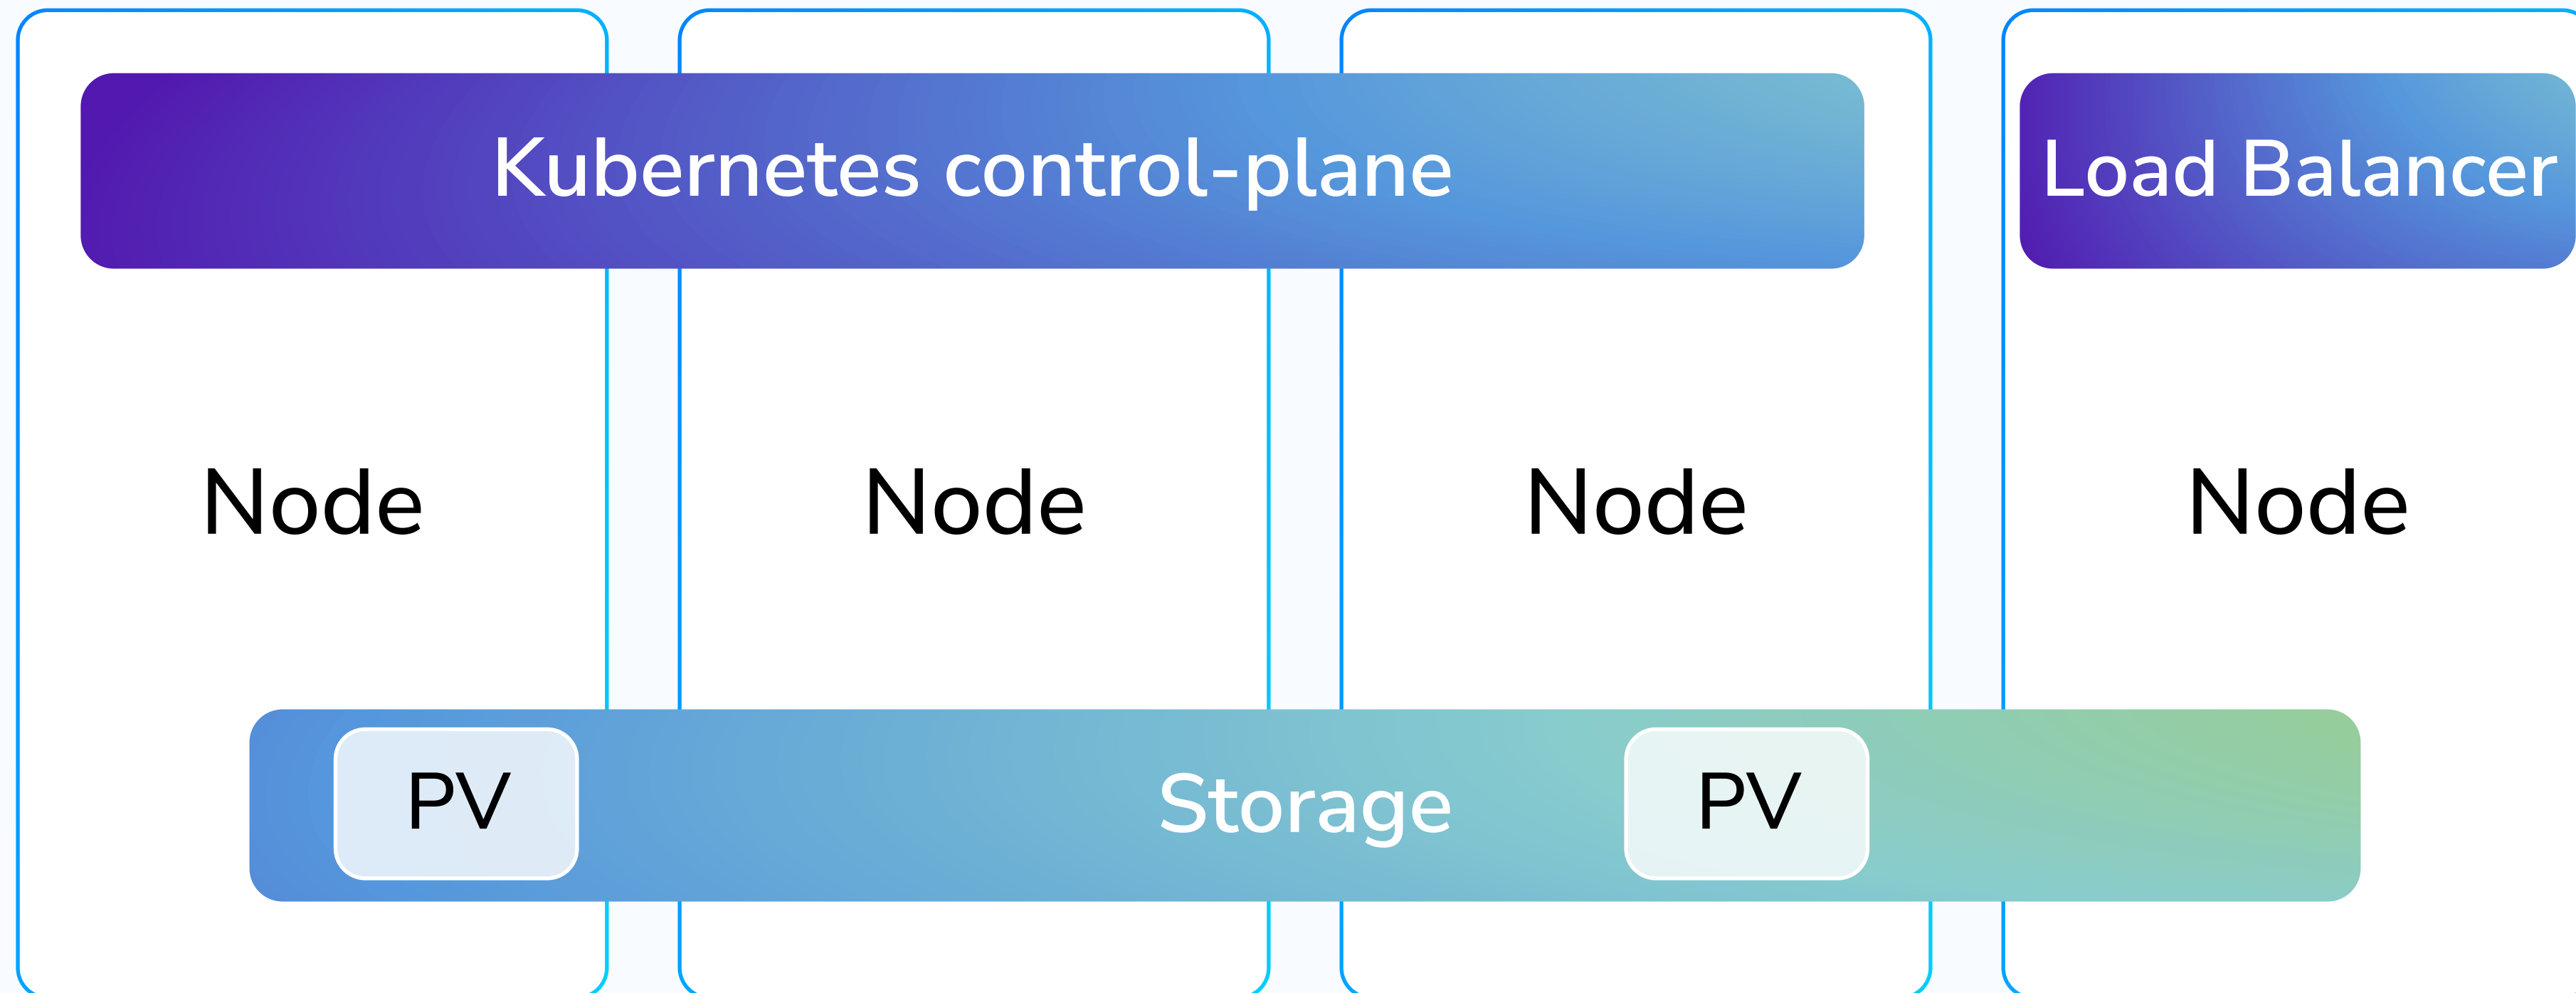 Kubernetes control-plane
Load Balancer
Node
Node
Node
Node
PV
Storage
PV